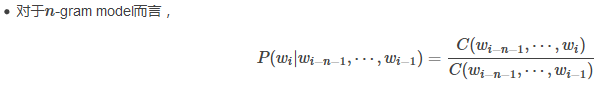 • 对于n-gram model而言，
P(w_i|w_{i−n−1}, ⋯, w_{i−1}) = \frac{C(w_{i−n−1}, ⋯, w_i)}{C(w_{i−n−1}, ⋯, w_{i−1})}